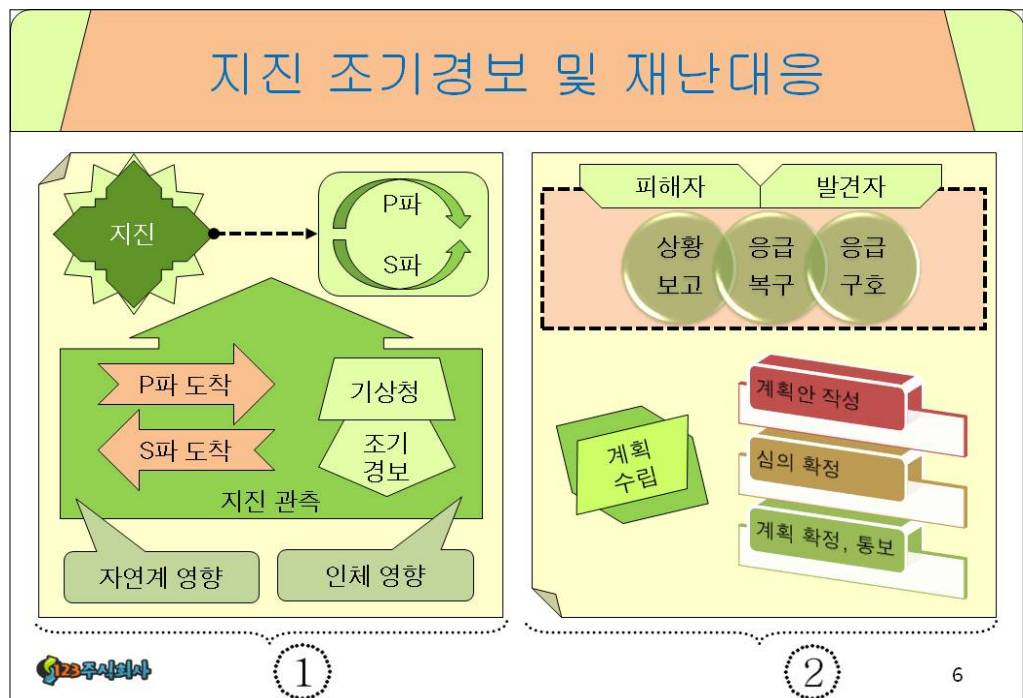 지진 조기경보 및 재난대응
지진
P파
S파
P파 도착
S파 도착
기상청
조기
경보
지진 관측
자연계 영향
인체 영향
피해자
발견자
상황
보고
응급
복구
응급
구호
계획
수립
계획안 작성
심의 확정
계획 확정, 통보
1
2
123주식회사
6